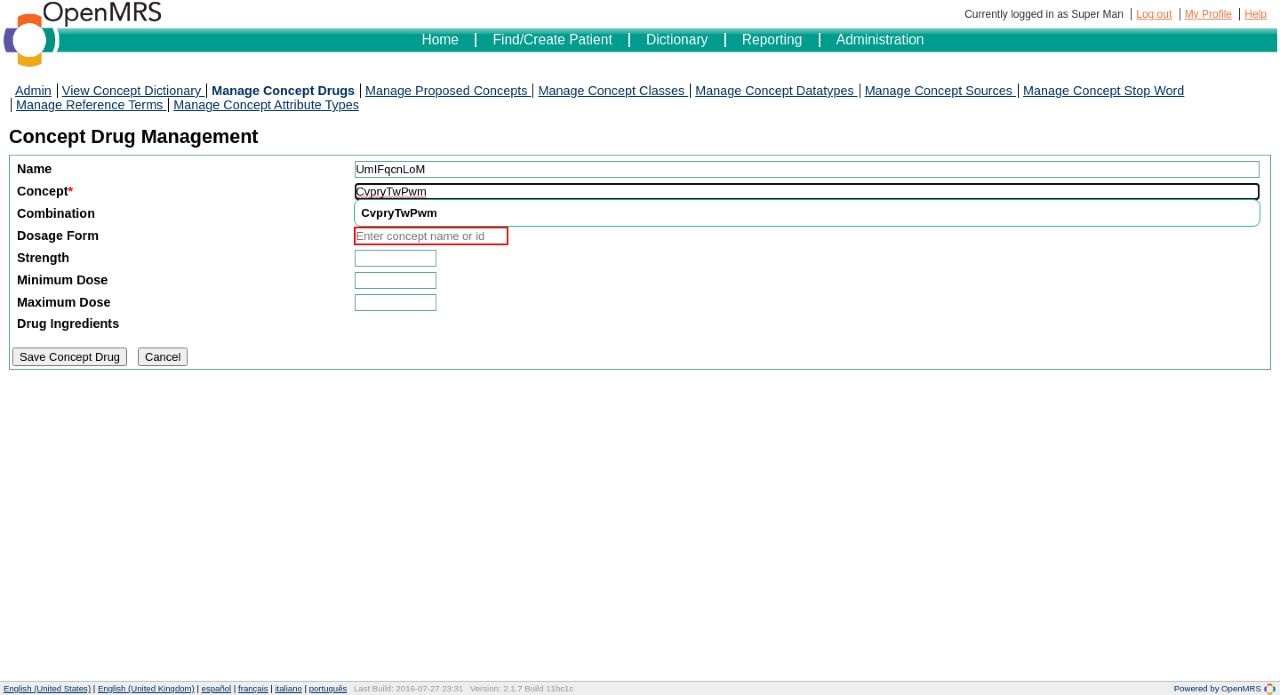 OpenMRS
Currently logged in as Super Man | Log out | My Profile | Help
Home | Find/Create Patient | Dictionary | Reporting | Administration
Admin | View Concept Dictionary | Manage Concept Drugs | Manage Proposed Concepts | Manage Concept Classes | Manage Concept Datatypes | Manage Concept Sources | Manage Concept Stop Word
| Manage Reference Terms | Manage Concept Attribute Types
Concept Drug Management
Name UmIFqcnLoM
Concept* CvpryTwPwm
Combination CvpryTwPwm
Dosage Form Enter concept name or id
Strength
Minimum Dose
Maximum Dose
Drug Ingredients
Save Concept Drug Cancel
English (United States) | English (United Kingdom) | español | français | italiano | português Last Build: 2016-07-27 23:31 Version: 2.1.7 Build 11bc1c Powered by OpenMRS